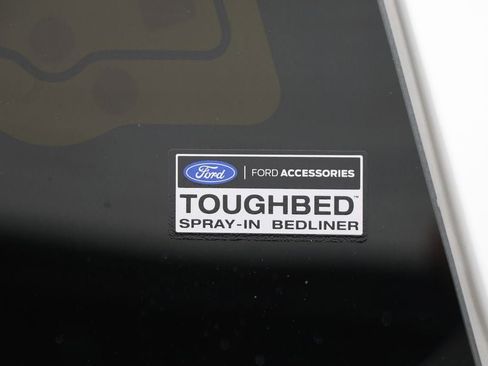 Ford | FORD ACCESSORIES
TOUGHBED™
SPRAY-IN BEDLINER